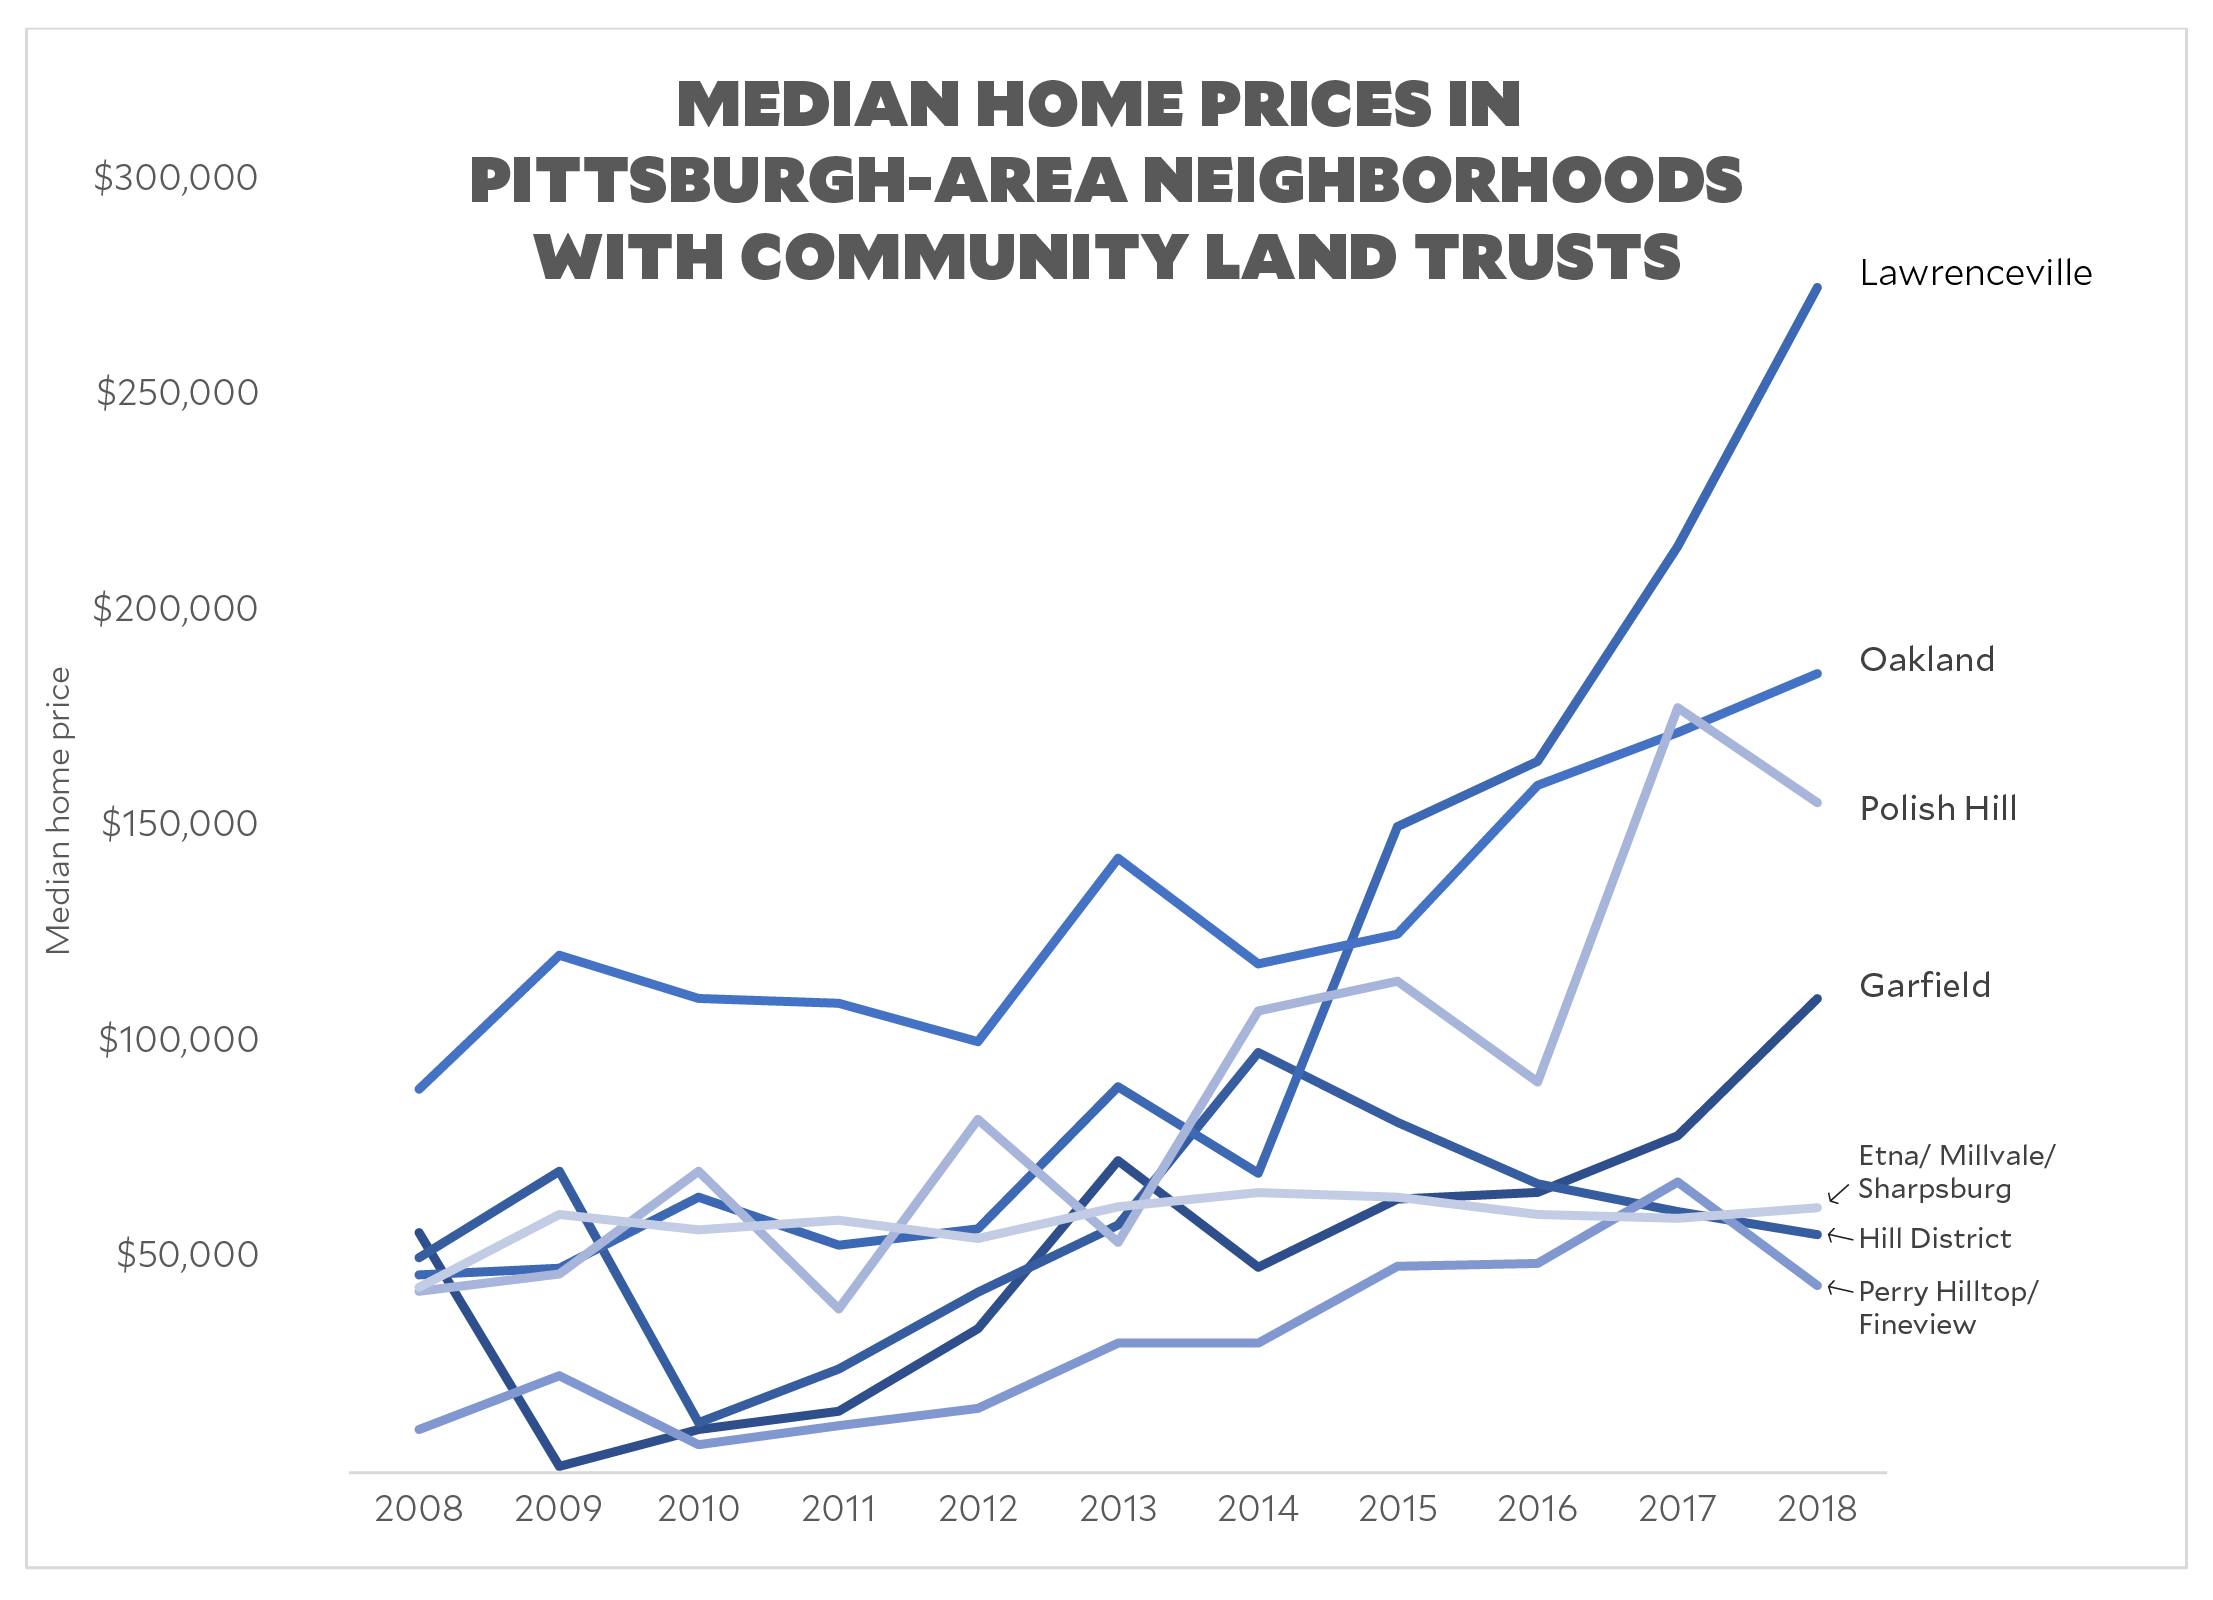 MEDIAN HOME PRICES IN
PITTSBURGH-AREA NEIGHBORHOODS
WITH COMMUNITY LAND TRUSTS
$300,000
$250,000
$200,000
$150,000
$100,000
$50,000
Median home price
Lawrenceville
Oakland
Polish Hill
Garfield
Etna/ Millvale/
Sharpsburg
Hill District
Perry Hilltop/
Fineview
2008 2009 2010 2011 2012 2013 2014 2015 2016 2017 2018